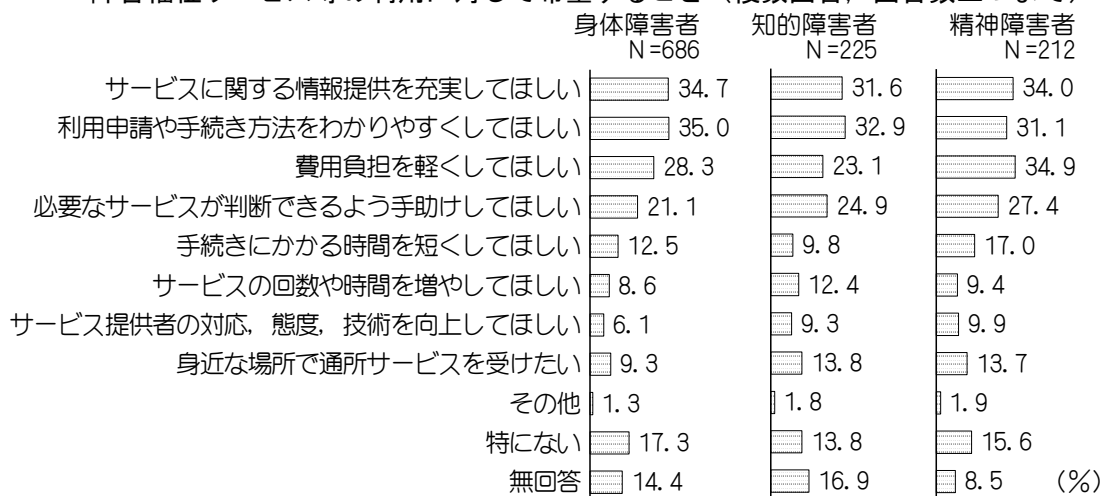 身体障害者 知的障害者 精神障害者
N=686 N=225 N=212
サービスに関する情報提供を充実してほしい 34.7 31.6 34.0
利用申請や手続き方法をわかりやすくしてほしい 35.0 32.9 31.1
費用負担を軽くしてほしい 28.3 23.1 34.9
必要なサービスが判断できるよう手助けしてほしい 21.1 24.9 27.4
手続きにかかる時間を短くしてほしい 12.5 9.8 17.0
サービスの回数や時間を増やしてほしい 8.6 12.4 9.4
サービス提供者の対応，態度，技術を向上してほしい 6.1 9.3 9.9
身近な場所で通所サービスを受けたい 9.3 13.8 13.7
その他 1.3 1.8 1.9
特にない 17.3 13.8 15.6
無回答 14.4 16.9 8.5 (%)